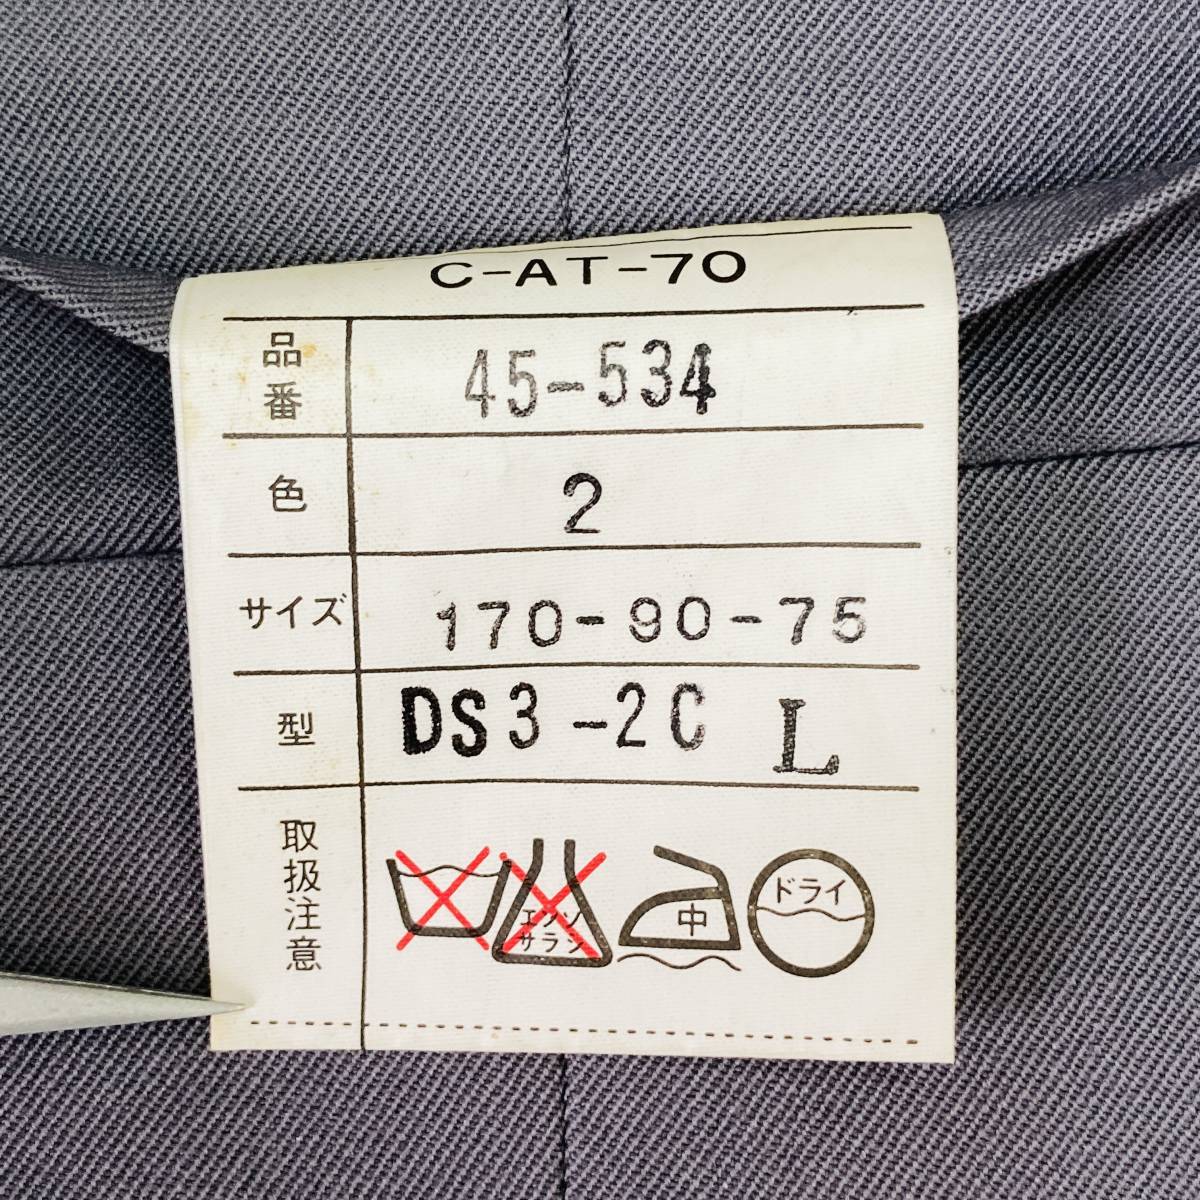 C-AT-70
品番 45-534
色 2
サイズ 170-90-75
型 DS3-2C L
取扱注意
エンソサラシ
中
ドライ